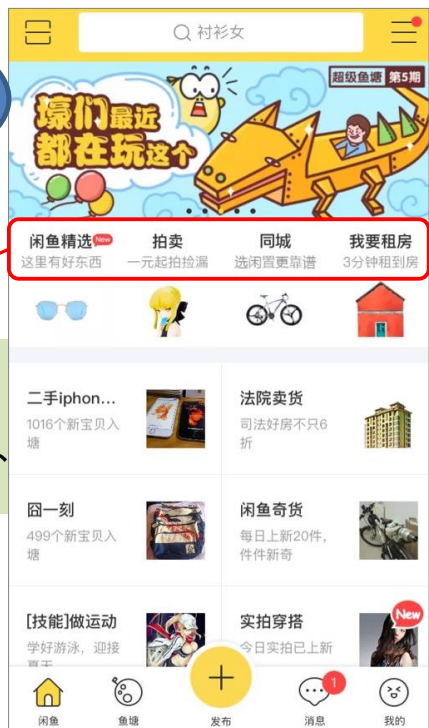 衬衫女
超级鱼塘 第5期
壕们最近
都在玩这个
闲鱼精选 New 拍卖 同城 我要租房
这里有好东西 一元起拍捡漏 选闲置更靠谱 3分钟租到房
二手iphon... 法院卖货
1016个新宝贝入 司法好房不只6
塘 折
囧一刻 闲鱼奇货
499个新宝贝入 每日上新20件，
塘 件件新奇
[技能]做运动 实拍穿搭 New
学好游泳，迎接 今日实拍已上新
夏天
1
闲鱼 鱼塘 发布 消息 我的